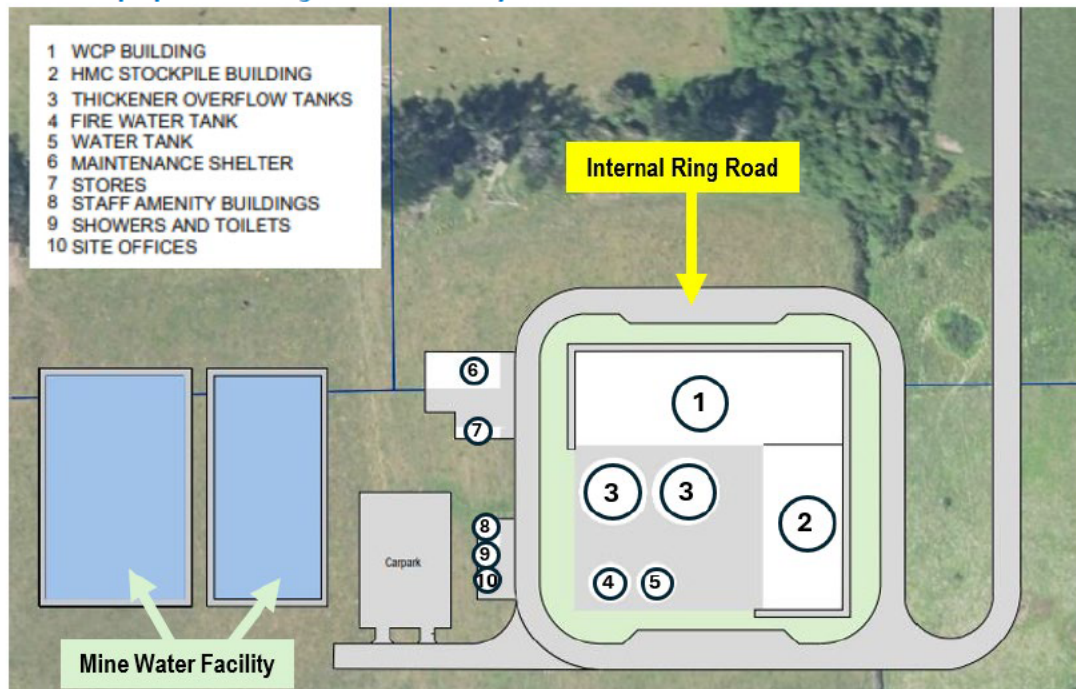 1 WCP BUILDING
2 HMC STOCKPILE BUILDING
3 THICKENER OVERFLOW TANKS
4 FIRE WATER TANK
5 WATER TANK
6 MAINTENANCE SHELTER
7 STORES
8 STAFF AMENITY BUILDINGS
9 SHOWERS AND TOILETS
10 SITE OFFICES
Internal Ring Road
6
1
7
3 3
2
8
9
10
Carpark
4 5
Mine Water Facility